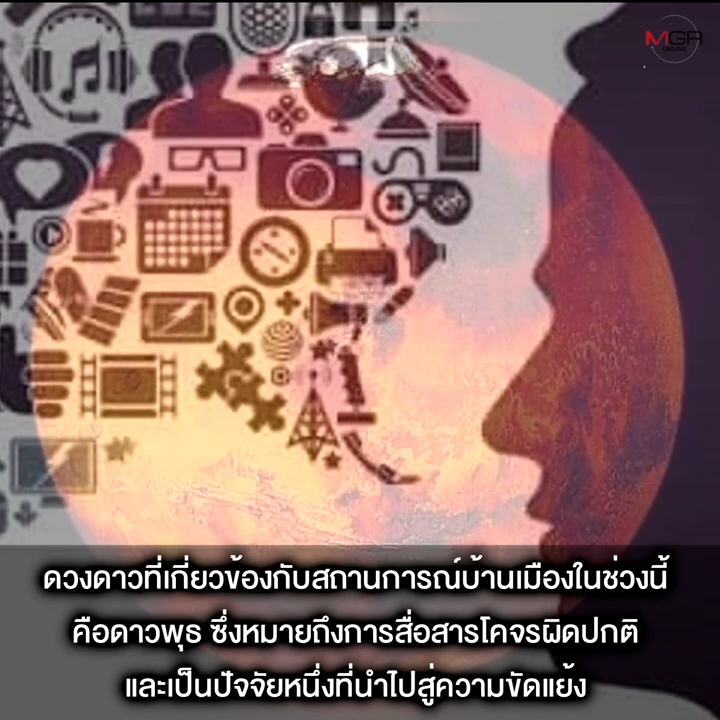 MGR
ONLINE
ดวงดาวที่เกี่ยวข้องกับสถานการณ์บ้านเมืองในช่วงนี้
คือดาวพุธ ซึ่งหมายถึงการสื่อสารโคจรผิดปกติ
และเป็นปัจจัยหนึ่งที่นำไปสู่ความขัดแย้ง